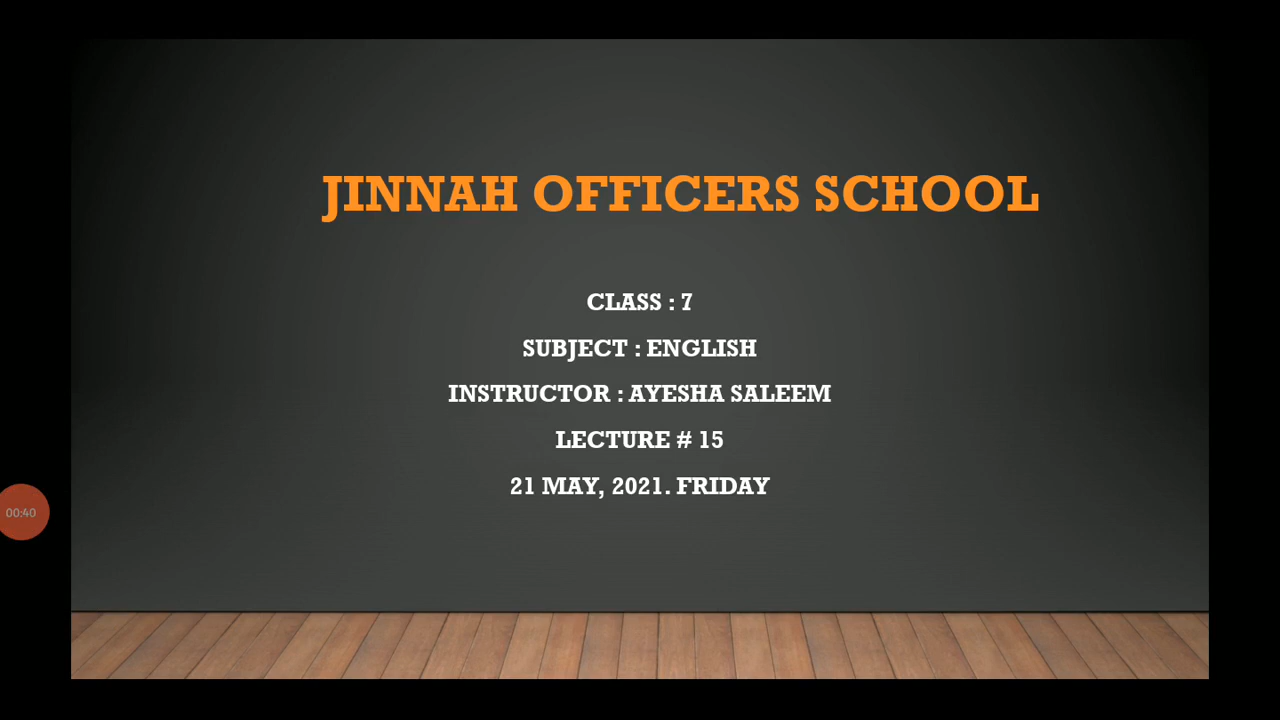 JINNAH OFFICERS SCHOOL
CLASS : 7
SUBJECT : ENGLISH
INSTRUCTOR : AYESHA SALEEM
LECTURE # 15
21 MAY, 2021. FRIDAY
00:40